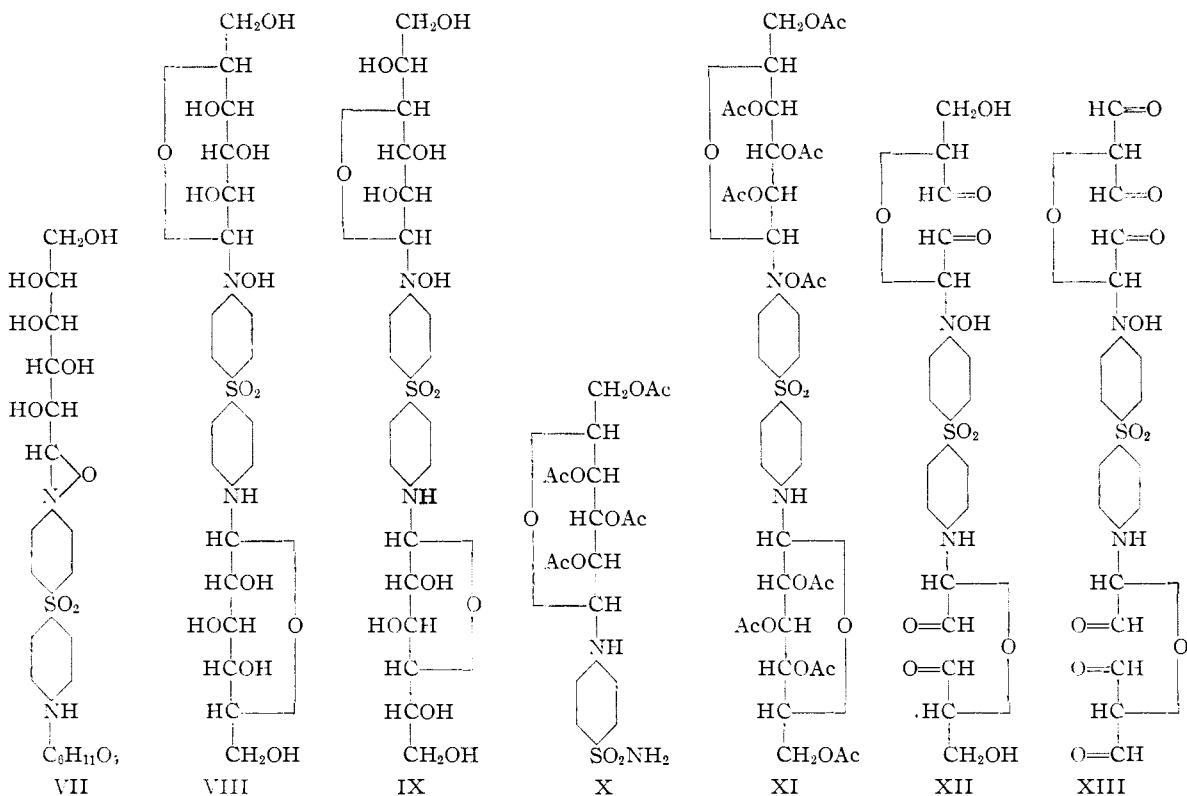 CH₂OH
HOCH
HOCH
HCOH
HOCH
HC
O
N
SO₂
NH
C₆H₁₁O₅
VII
CH₂OH
CH
HOCH
O HCOH
HOCH
CH
NOH
SO₂
NH
HC
HCOH
HOCH O
HCOH
HC
CH₂OH
VIII
CH₂OH
HOCH
CH
HCOH
O
HOCH
CH
NOH
SO₂
NH
HC
HCOH
O
HOCH
HC
HCOH
CH₂OH
IX
CH₂OAc
CH
AcOCH
O HCOAc
AcOCH
CH
NH
SO₂NH₂
X
CH₂OAc
CH
AcOCH
O HCOAc
AcOCH
CH
NOAc
SO₂
NH
HC
HCOAc
AcOCH O
HCOAc
HC
CH₂OAc
XI
CH₂OH
CH
HC=O
O
HC=O
CH
NOH
SO₂
NH
HC
O=CH
O
O=CH
HC
CH₂OH
XII
HC=O
CH
HC=O
O
HC=O
CH
NOH
SO₂
NH
HC
O=CH
O
O=CH
HC
O=CH
XIII